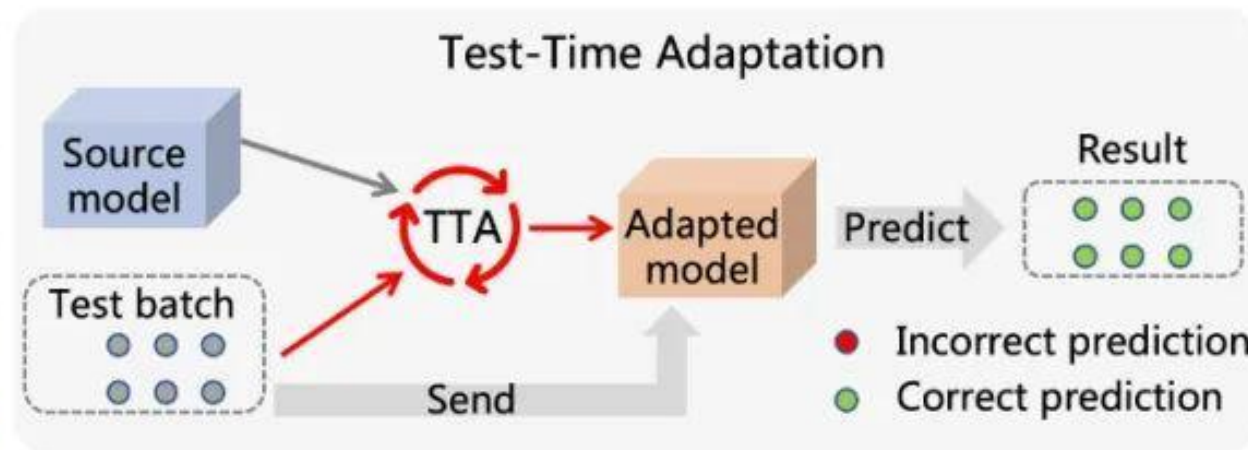 Test-Time Adaptation
Source
model
Test batch
TTA
Send
Adapted
model
Predict
Result
Incorrect prediction
Correct prediction